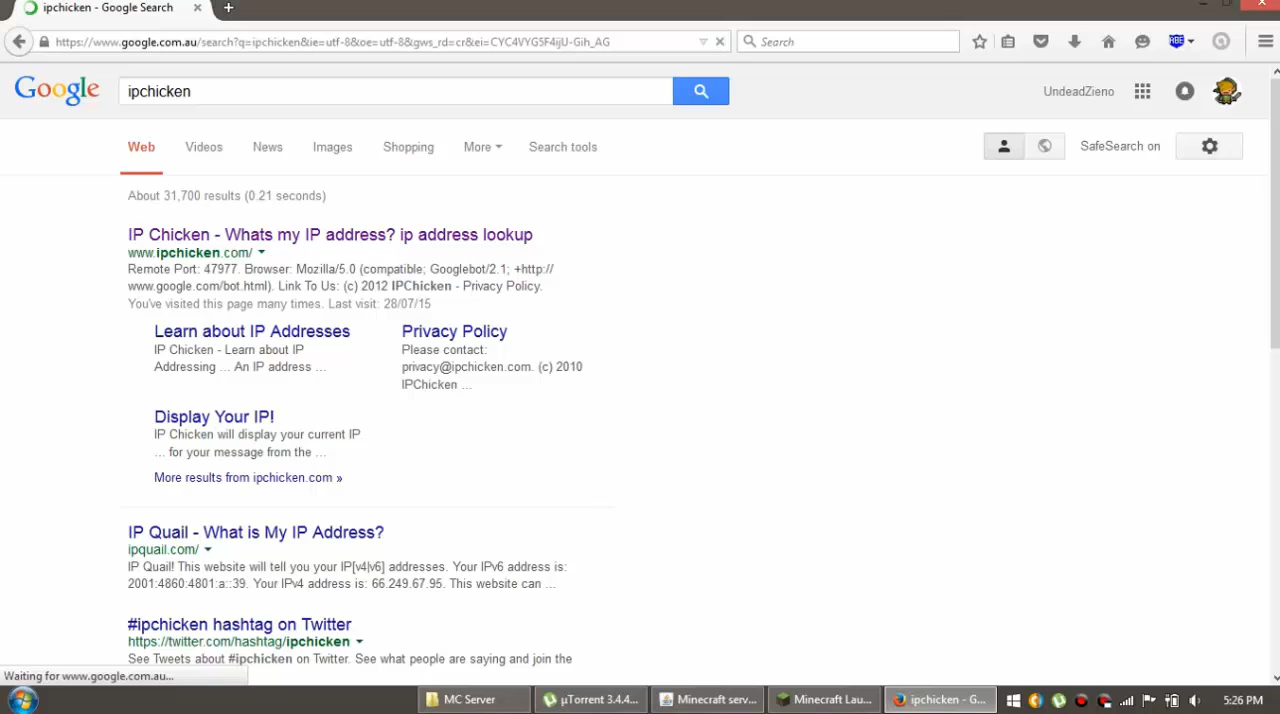 ipchicken - Google Search
https://www.google.com.au/search?q=ipchicken&ie=utf-8&oe=utf-8&gws_rd=cr&ei=CYC4VYG5F4ijU-Gih_AG
Search
Google
ipchicken
UndeadZieno
Web Videos News Images Shopping More Search tools
SafeSearch on
About 31,700 results (0.21 seconds)
IP Chicken - Whats my IP address? ip address lookup
www.ipchicken.com/
Remote Port: 47977. Browser: Mozilla/5.0 (compatible; Googlebot/2.1; +http://
www.google.com/bot.html). Link To Us: (c) 2012 IPChicken - Privacy Policy.
You've visited this page many times. Last visit: 28/07/15
Learn about IP Addresses
IP Chicken - Learn about IP
Addressing ... An IP address ...
Privacy Policy
Please contact:
privacy@ipchicken.com. (c) 2010
IPChicken ...
Display Your IP!
IP Chicken will display your current IP
... for your message from the ...
More results from ipchicken.com »
IP Quail - What is My IP Address?
ipquail.com/
IP Quail! This website will tell you your IP[v4|v6] addresses. Your IPv6 address is:
2001:4860:4801:a::39. Your IPv4 address is: 66.249.67.95. This website can ...
#ipchicken hashtag on Twitter
https://twitter.com/hashtag/ipchicken
See Tweets about #ipchicken on Twitter. See what people are saying and join the
Waiting for www.google.com.au...
MC Server
µTorrent 3.4.4...
Minecraft serv...
Minecraft Lau...
ipchicken - G...
5:26 PM